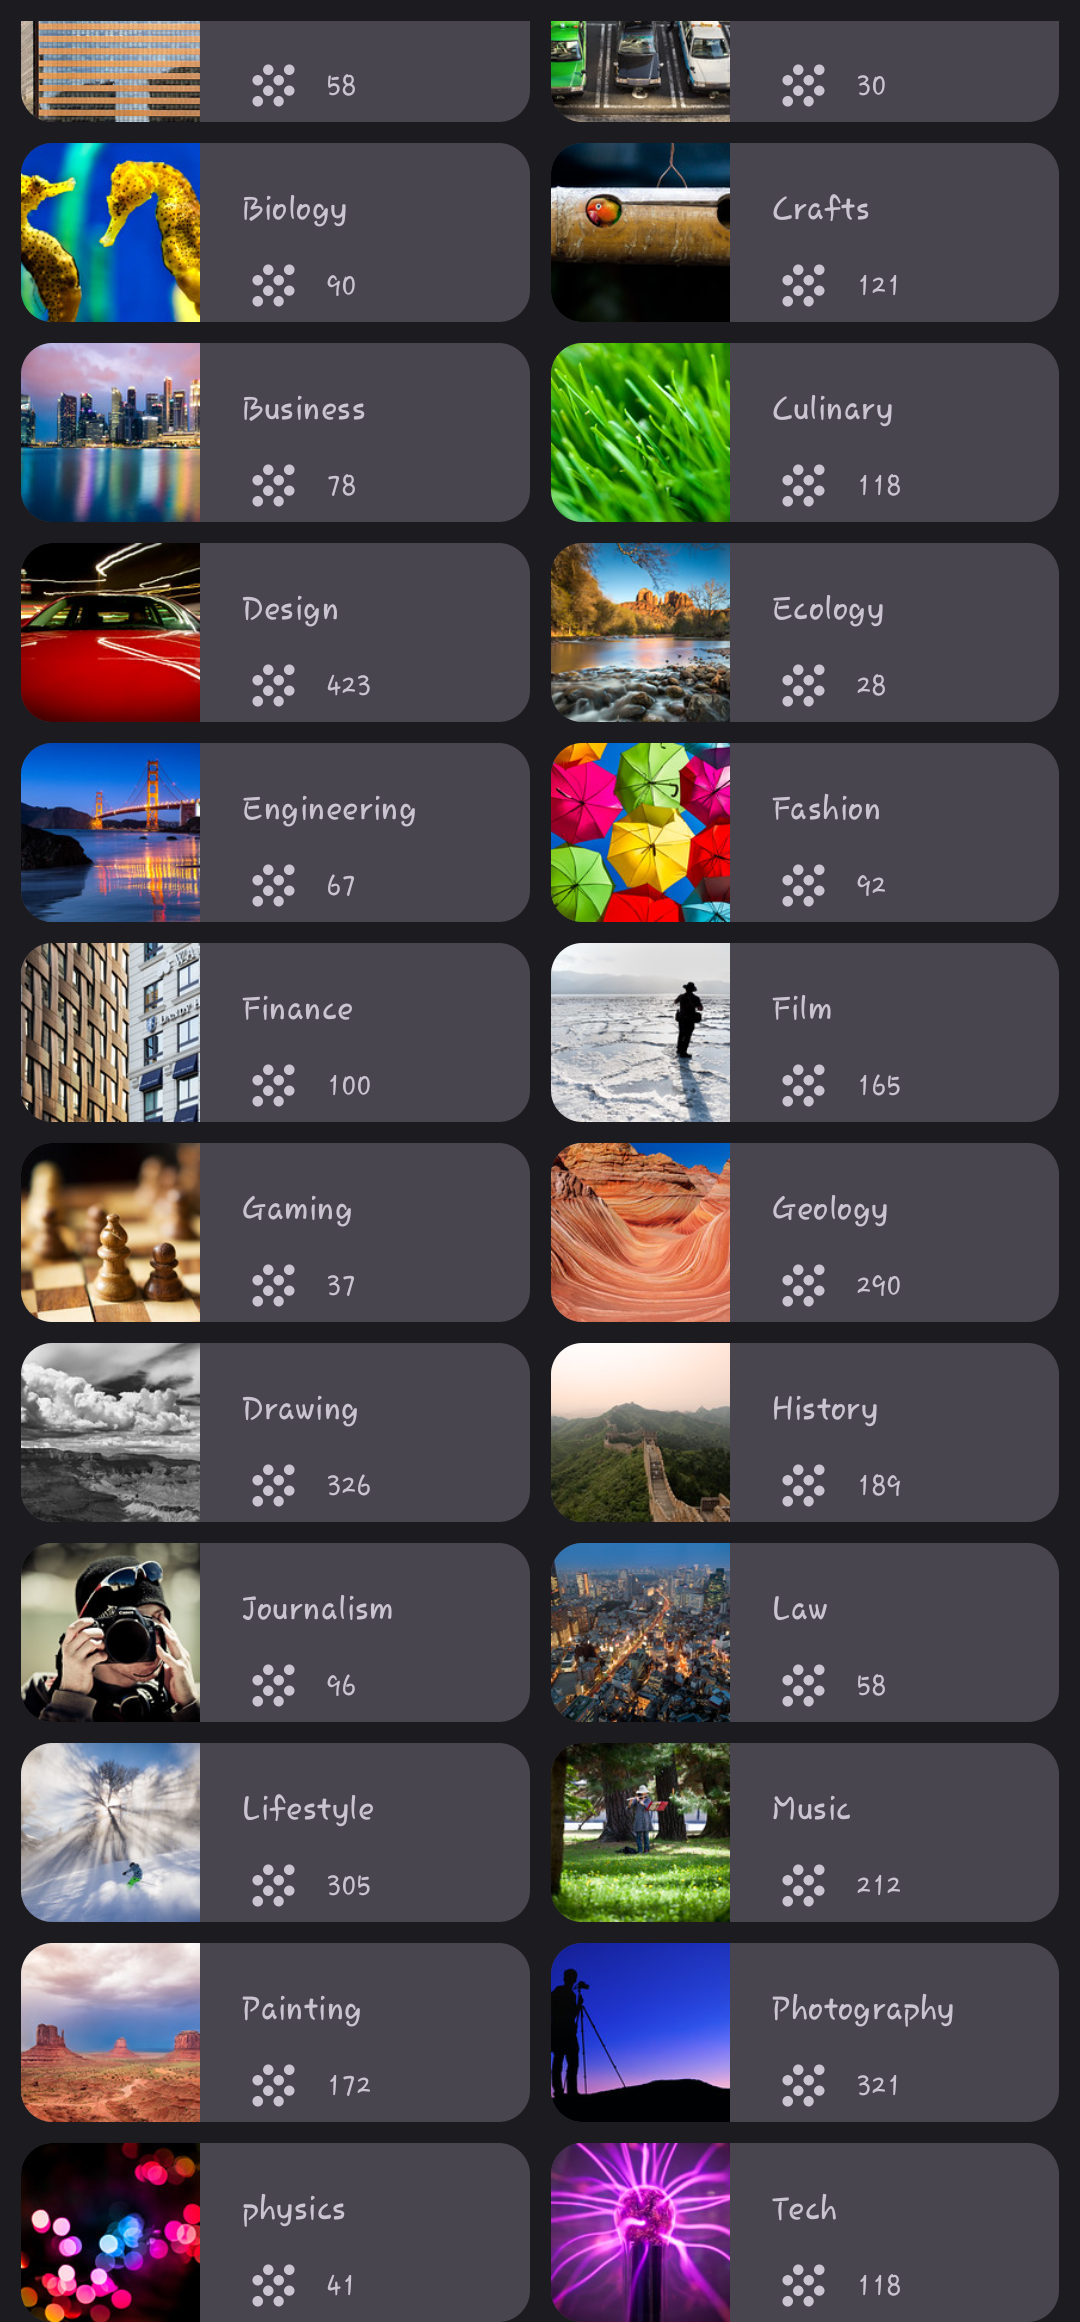 58
30
Biology
90
Crafts
121
Business
78
Culinary
118
Design
423
Ecology
28
Engineering
67
Fashion
92
Finance
100
Film
165
Gaming
37
Geology
290
Drawing
326
History
189
Journalism
96
Law
58
Lifestyle
305
Music
212
Painting
172
Photography
321
physics
41
Tech
118